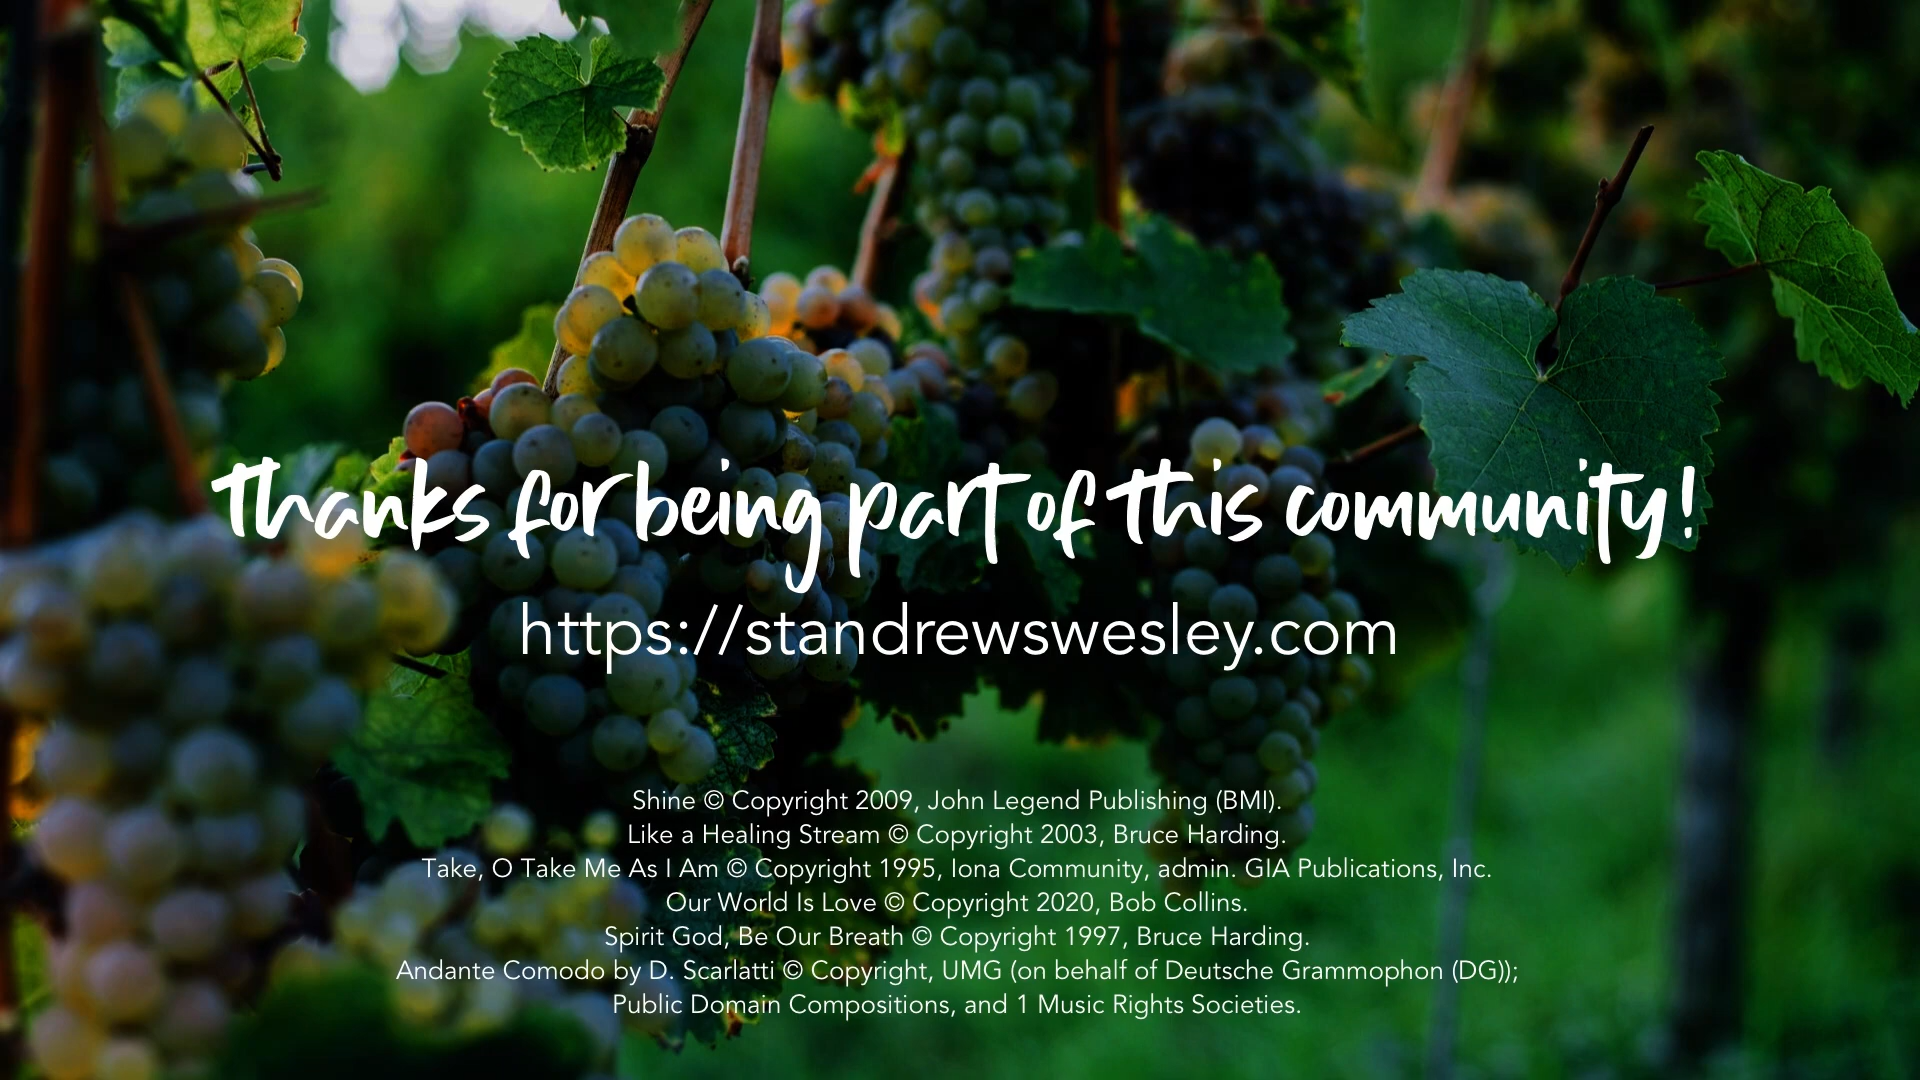 thanks for being part of this community!
https://standrewswesley.com
Shine © Copyright 2009, John Legend Publishing (BMI).
Like a Healing Stream © Copyright 2003, Bruce Harding.
Take, O Take Me As I Am © Copyright 1995, Iona Community, admin. GIA Publications, Inc.
Our World Is Love © Copyright 2020, Bob Collins.
Spirit God, Be Our Breath © Copyright 1997, Bruce Harding.
Andante Comodo by D. Scarlatti © Copyright, UMG (on behalf of Deutsche Grammophon (DG));
Public Domain Compositions, and 1 Music Rights Societies.